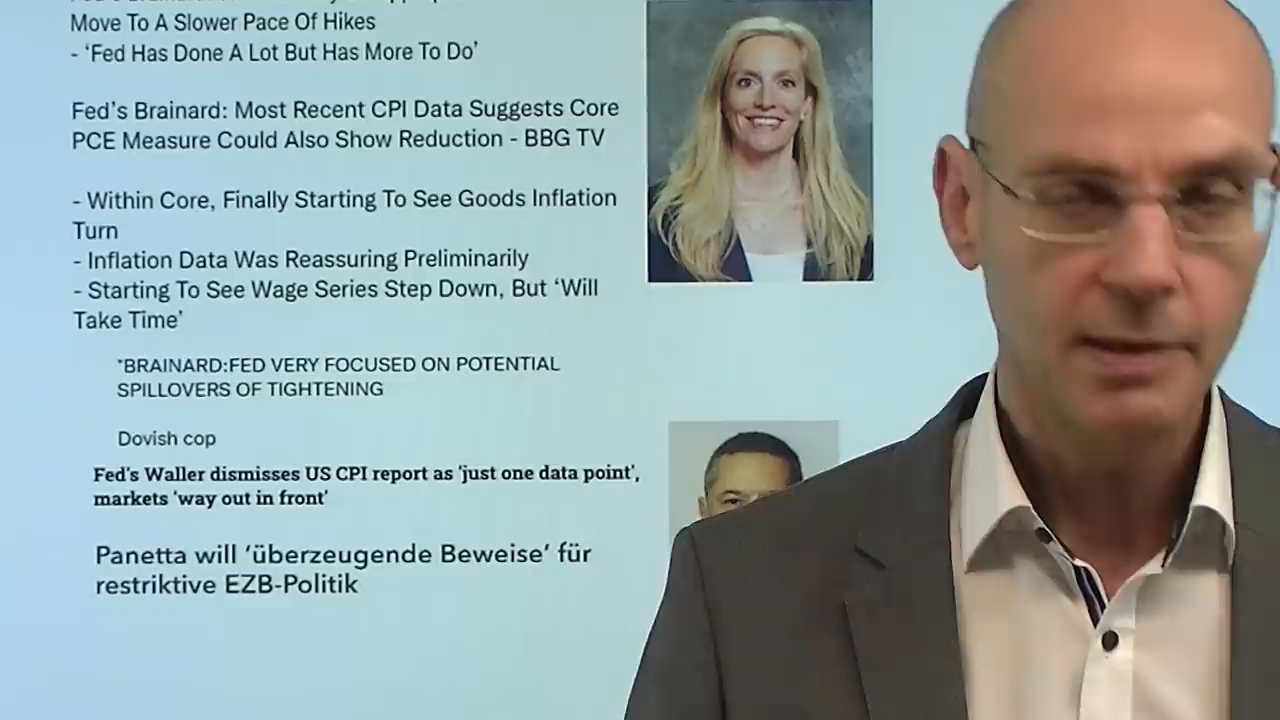 Move To A Slower Pace Of Hikes
- ‘Fed Has Done A Lot But Has More To Do’
Fed’s Brainard: Most Recent CPI Data Suggests Core
PCE Measure Could Also Show Reduction - BBG TV
- Within Core, Finally Starting To See Goods Inflation
Turn
- Inflation Data Was Reassuring Preliminarily
- Starting To See Wage Series Step Down, But ‘Will
Take Time’
*BRAINARD:FED VERY FOCUSED ON POTENTIAL
SPILLOVERS OF TIGHTENING
Dovish cop
Fed's Waller dismisses US CPI report as 'just one data point',
markets 'way out in front'
Panetta will ‘überzeugende Beweise’ für
restriktive EZB-Politik